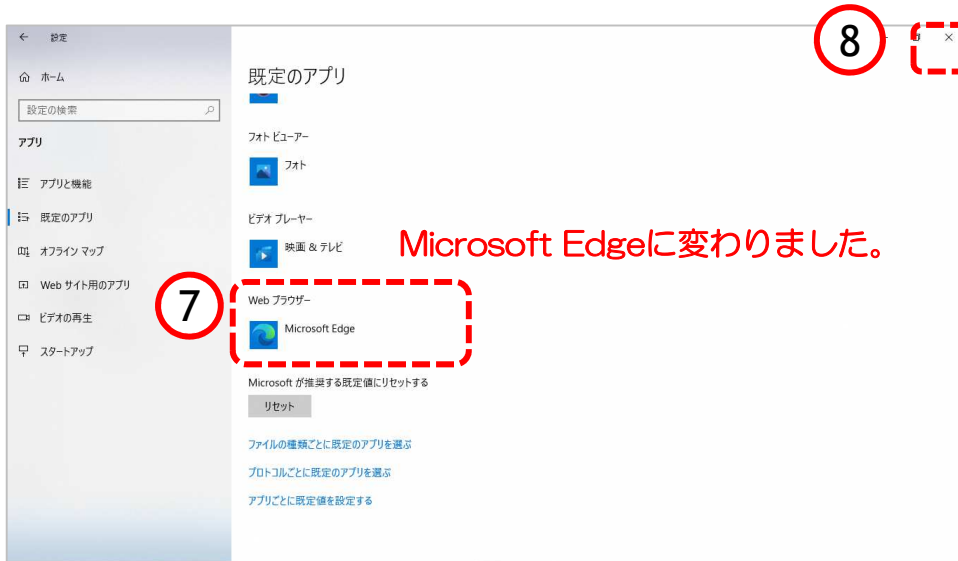 設定
⑧
ホーム
設定の検索
アプリ
アプリと機能
既定のアプリ
オフライン マップ
Web サイト用のアプリ
ビデオの再生
スタートアップ
既定のアプリ
フォト ビューアー
フォト
ビデオ プレーヤー
映画 & テレビ
Microsoft Edgeに変わりました。
⑦
Web ブラウザー
Microsoft Edge
Microsoft が推奨する既定値にリセットする
リセット
ファイルの種類ごとに既定のアプリを選ぶ
プロトコルごとに既定のアプリを選ぶ
アプリごとに既定値を設定する